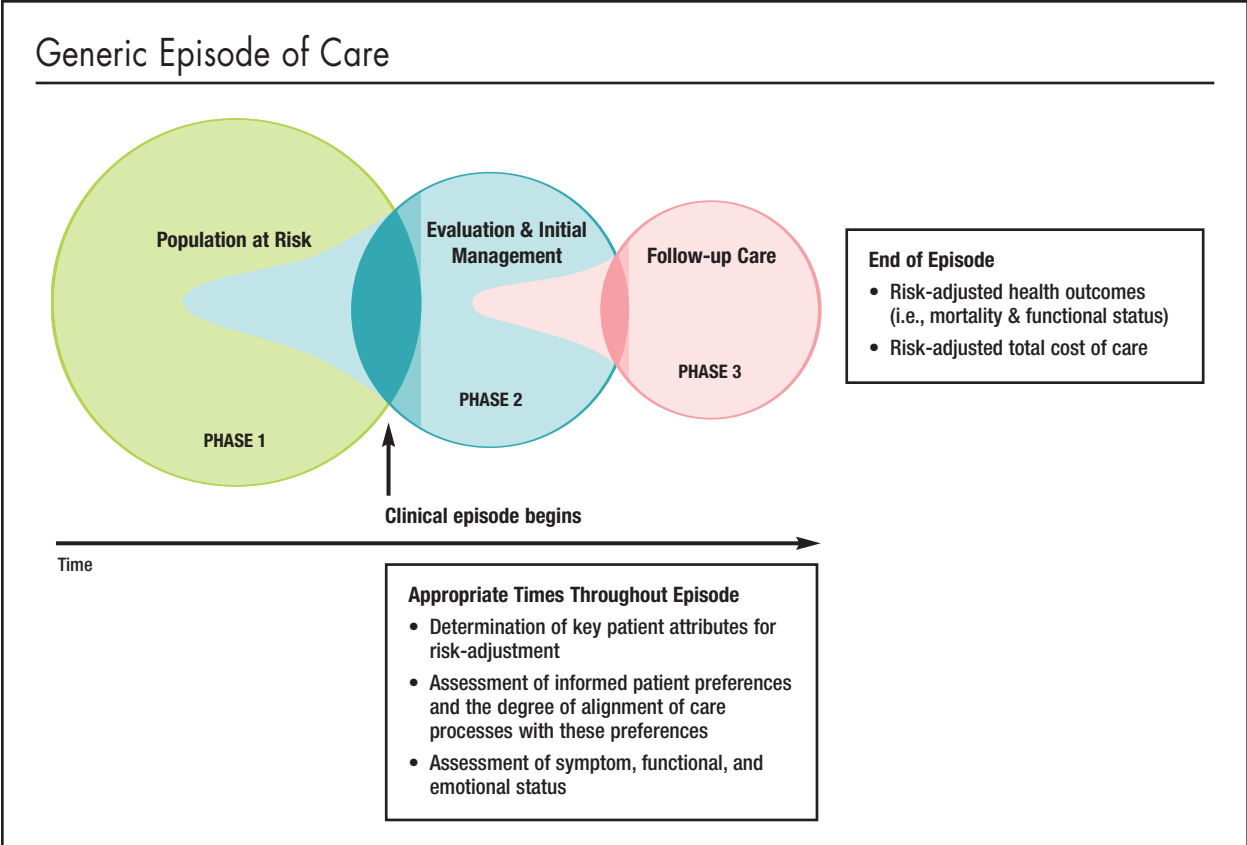 Generic Episode of Care
Population at Risk
PHASE 1
Evaluation & Initial
Management
PHASE 2
Follow-up Care
PHASE 3
End of Episode
• Risk-adjusted health outcomes
(i.e., mortality & functional status)
• Risk-adjusted total cost of care
Clinical episode begins
Time
Appropriate Times Throughout Episode
• Determination of key patient attributes for
risk-adjustment
• Assessment of informed patient preferences
and the degree of alignment of care
processes with these preferences
• Assessment of symptom, functional, and
emotional status